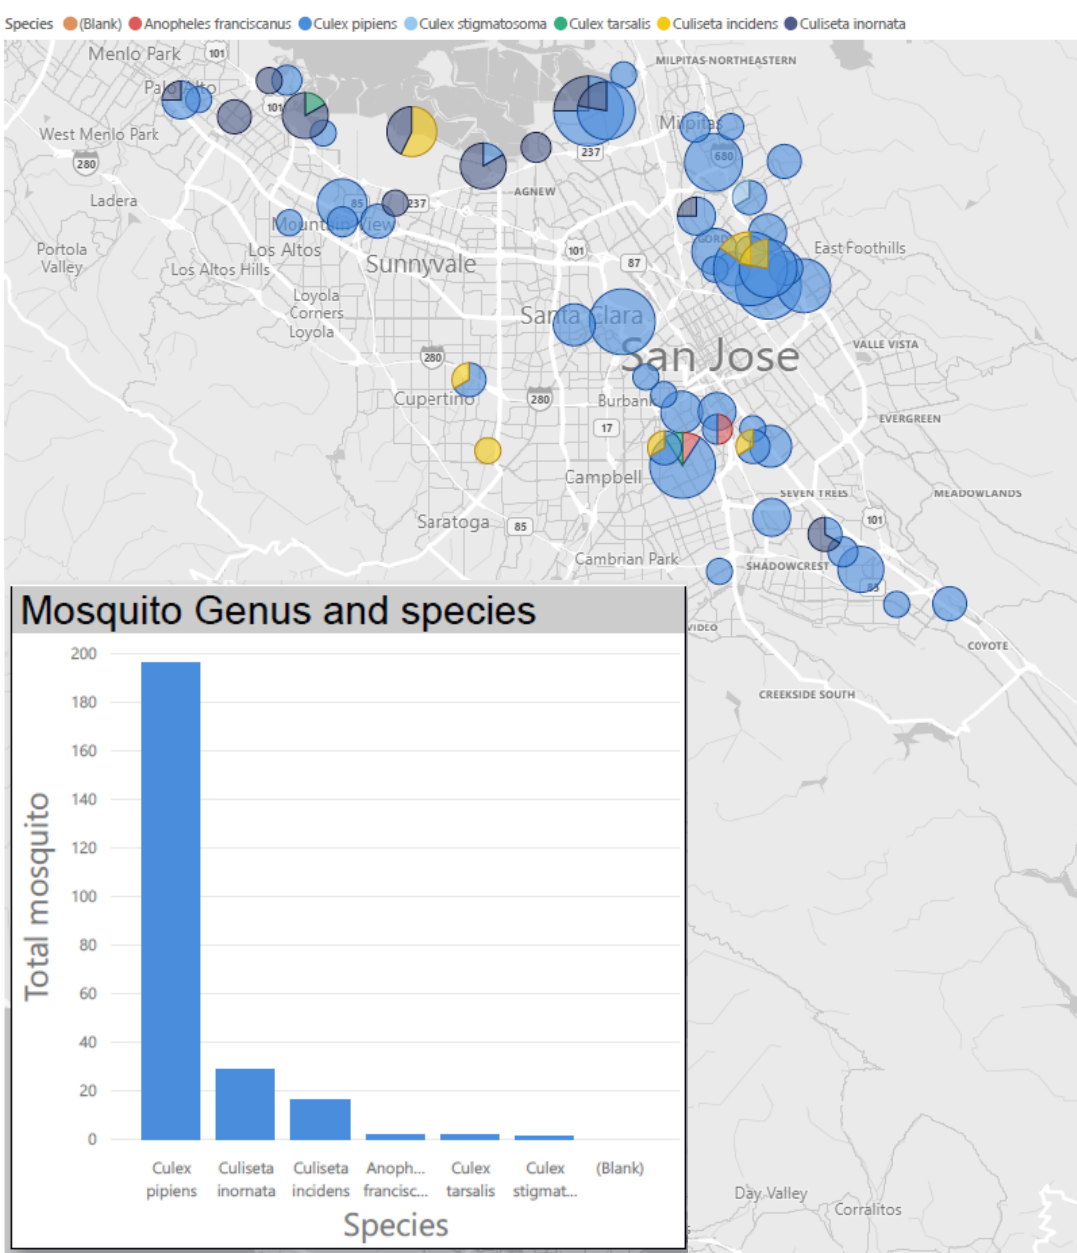 Species (Blank) Anopheles franciscanus Culex pipiens Culex stigmatosoma Culex tarsalis Culiseta incidens Culiseta inornata
Menlo Park
101
MILPITAS-NORTHEASTERN
Palo Alto
101
West Menlo Park
Milpitas
280
237
680
AGNEW
Ladera
85
237
Mountain View
Portola
Valley
Los Altos
101
GORD
East Foothills
Los Altos Hills
Sunnyvale
87
Loyola
Corners
Loyola
Santa Clara
San Jose
VALLE VISTA
280
Cupertino
280
Burbank
EVERGREEN
17
Campbell
SEVEN TREES
MEADOWLANDS
Saratoga
85
101
Cambrian Park
SHADOWCREST
85
Mosquito Genus and species
VIDEO
COYOTE
CREEKSIDE SOUTH
200
180
160
140
120
100
80
60
40
20
0
Total mosquito
Culex
pipiens
Culiseta
inornata
Culiseta
incidens
Anoph...
francisc...
Culex
tarsalis
Culex
stigmat...
(Blank)
Species
Day Valley
Corralitos